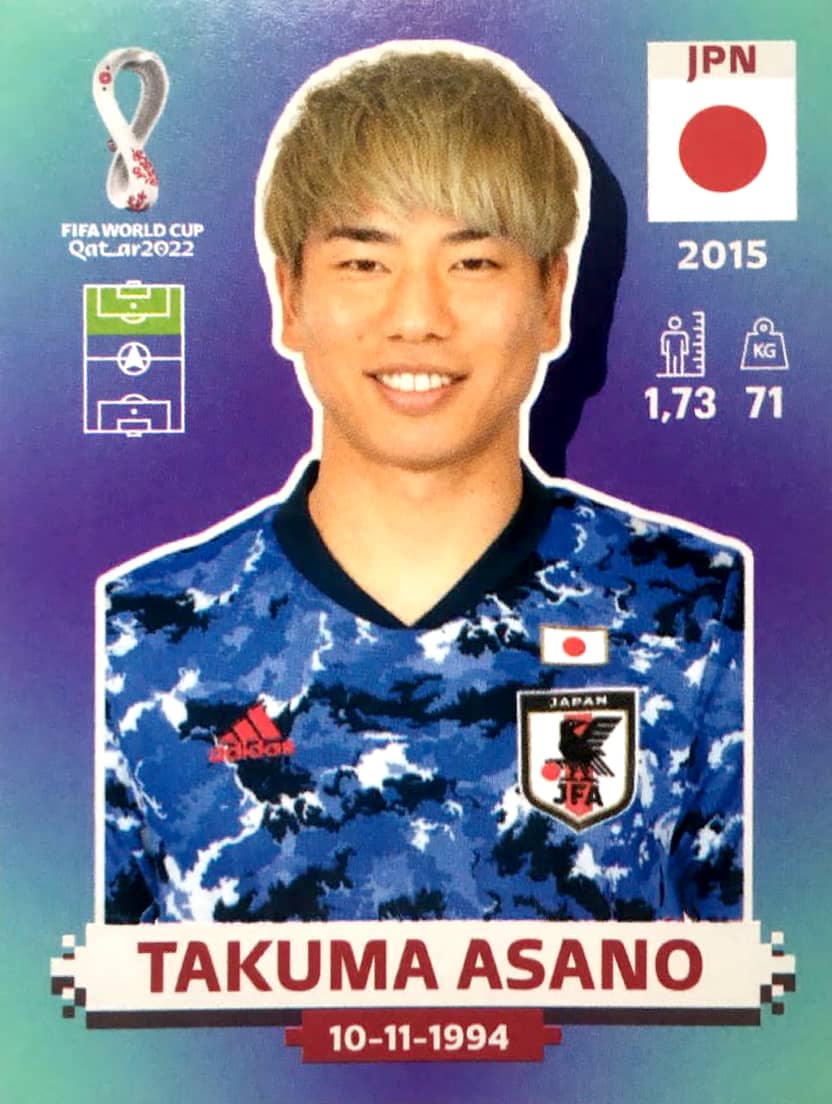 JPN
FIFA WORLD CUP
Qatar2022
2015
KG
1,73 71
JAPAN
adidas
JFA
TAKUMA ASANO
10-11-1994